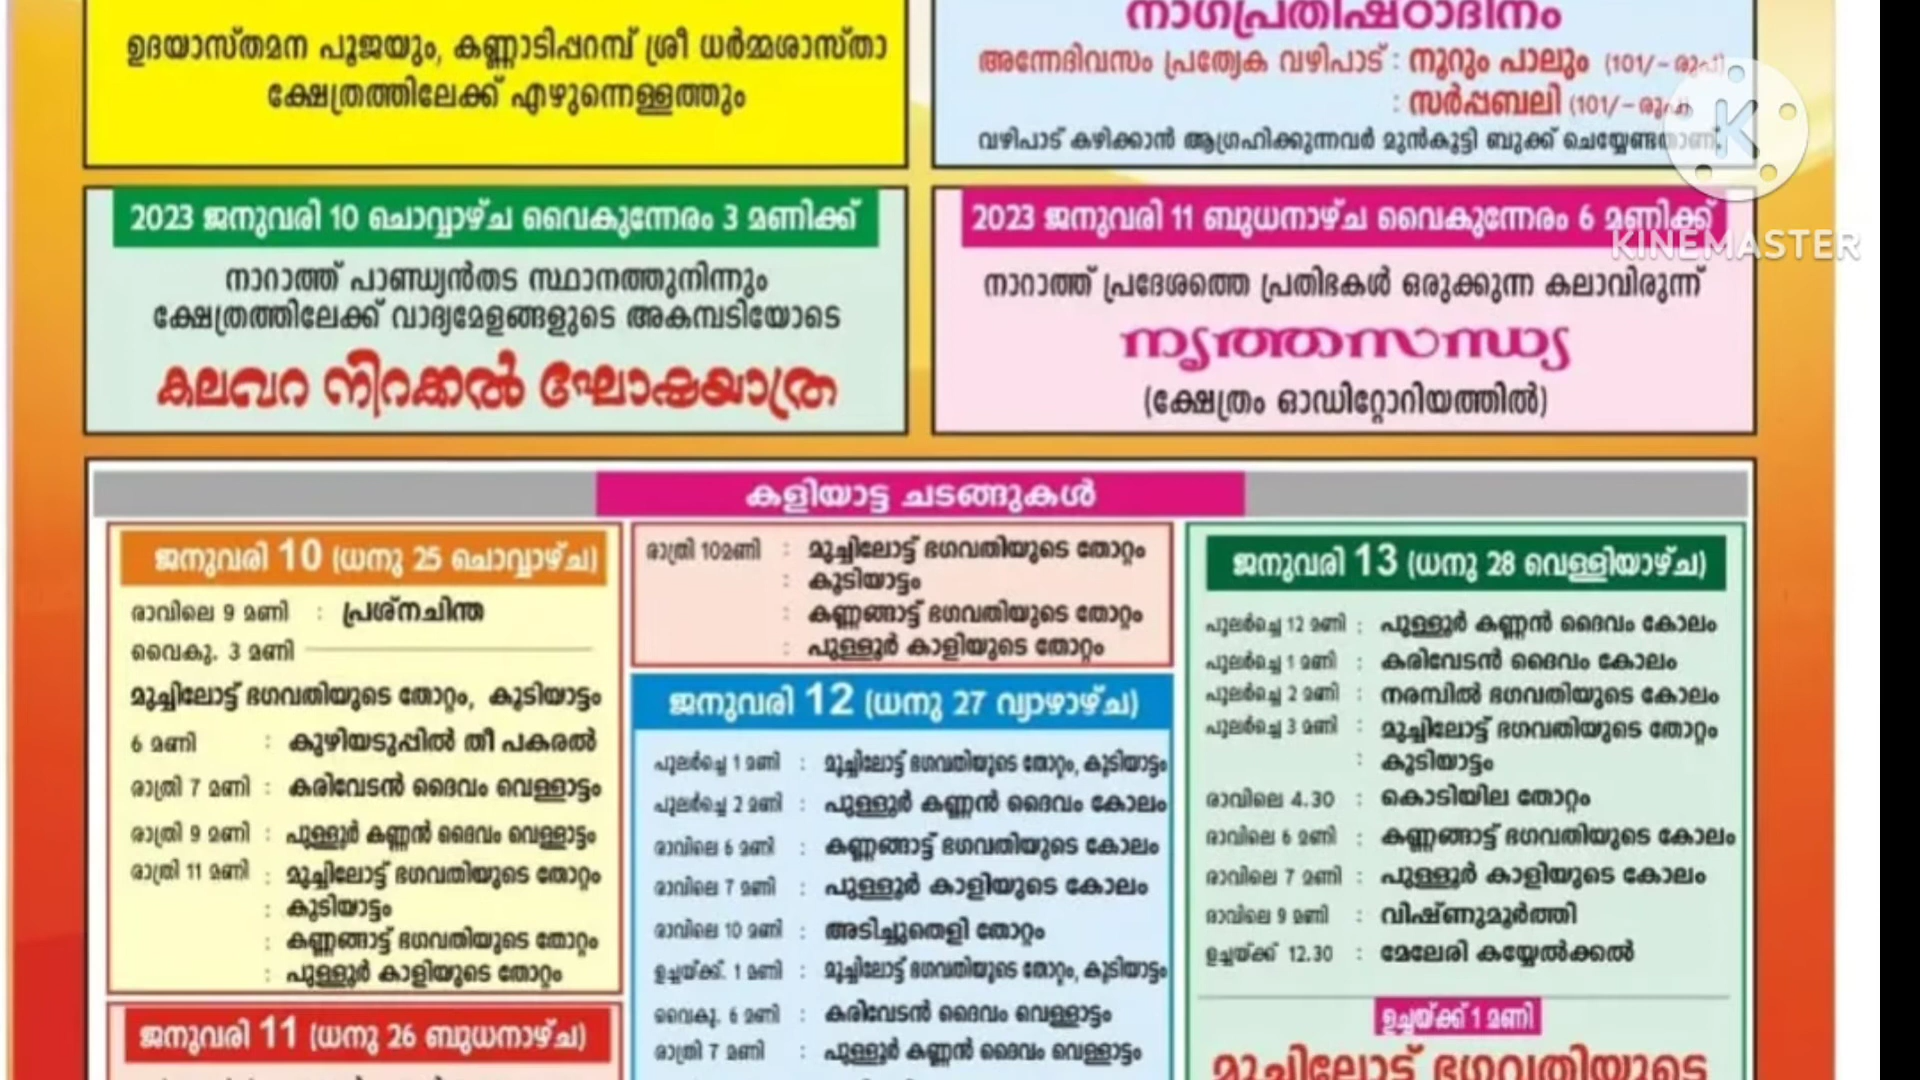 ഉദയാസ്തമന പൂജയും, കണ്ണാടിപ്പറമ്പ് ശ്രീ ധർമ്മശാസ്താ
ക്ഷേത്രത്തിലേക്ക് എഴുന്നെള്ളത്തും
നാഗപ്രതിഷ്ഠാദിനം
അന്നേദിവസം പ്രത്യേക വഴിപാട് : നൂറും പാലും (101/-രൂപ)
: സർപ്പബലി (101/-രൂപ)
വഴിപാട് കഴിക്കാൻ ആഗ്രഹിക്കുന്നവർ മുൻകൂട്ടി ബുക്ക് ചെയ്യേണ്ടതാണ്.
KINEMASTER
2023 ജനുവരി 10 ചൊവ്വാഴ്ച വൈകുന്നേരം 3 മണിക്ക്
നാറാത്ത് പാണ്ഡ്യൻതട സ്ഥാനത്തുനിന്നും
ക്ഷേത്രത്തിലേക്ക് വാദ്യമേളങ്ങളുടെ അകമ്പടിയോടെ
കലവറ നിറക്കൽ ഘോഷയാത്ര
2023 ജനുവരി 11 ബുധനാഴ്ച വൈകുന്നേരം 6 മണിക്ക്
നാറാത്ത് പ്രദേശത്തെ പ്രതിഭകൾ ഒരുക്കുന്ന കലാവിരുന്ന്
നൃത്തസന്ധ്യ
(ക്ഷേത്രം ഓഡിറ്റോറിയത്തിൽ)
കളിയാട്ട ചടങ്ങുകൾ
ജനുവരി 10 (ധനു 25 ചൊവ്വാഴ്ച)
രാവിലെ 9 മണി : പ്രശ്നചിന്ത
വൈകു. 3 മണി
മുച്ചിലോട്ട് ഭഗവതിയുടെ തോറ്റം, കൂടിയാട്ടം
6 മണി : കുഴിയടുപ്പിൽ തീ പകരൽ
രാത്രി 7 മണി : കരിവേടൻ ദൈവം വെള്ളാട്ടം
രാത്രി 9 മണി : പുള്ളൂർ കണ്ണൻ ദൈവം വെള്ളാട്ടം
രാത്രി 11 മണി : മുച്ചിലോട്ട് ഭഗവതിയുടെ തോറ്റം
: കൂടിയാട്ടം
: കണ്ണങ്ങാട്ട് ഭഗവതിയുടെ തോറ്റം
: പുള്ളൂർ കാളിയുടെ തോറ്റം
ജനുവരി 11 (ധനു 26 ബുധനാഴ്ച)
രാത്രി 10മണി : മുച്ചിലോട്ട് ഭഗവതിയുടെ തോറ്റം
: കൂടിയാട്ടം
: കണ്ണങ്ങാട്ട് ഭഗവതിയുടെ തോറ്റം
: പുള്ളൂർ കാളിയുടെ തോറ്റം
ജനുവരി 12 (ധനു 27 വ്യാഴാഴ്ച)
പുലർച്ചെ 1 മണി : മുച്ചിലോട്ട് ഭഗവതിയുടെ തോറ്റം, കൂടിയാട്ടം
പുലർച്ചെ 2 മണി : പുള്ളൂർ കണ്ണൻ ദൈവം കോലം
രാവിലെ 6 മണി : കണ്ണങ്ങാട്ട് ഭഗവതിയുടെ കോലം
രാവിലെ 7 മണി : പുള്ളൂർ കാളിയുടെ കോലം
രാവിലെ 10 മണി : അടിച്ചുതെളി തോറ്റം
ഉച്ചയ്ക്ക്. 1 മണി : മുച്ചിലോട്ട് ഭഗവതിയുടെ തോറ്റം, കൂടിയാട്ടം
വൈകു. 6 മണി : കരിവേടൻ ദൈവം വെള്ളാട്ടം
രാത്രി 7 മണി : പുള്ളൂർ കണ്ണൻ ദൈവം വെള്ളാട്ടം
ജനുവരി 13 (ധനു 28 വെള്ളിയാഴ്ച)
പുലർച്ചെ 12 മണി : പുള്ളൂർ കണ്ണൻ ദൈവം കോലം
പുലർച്ചെ 1 മണി : കരിവേടൻ ദൈവം കോലം
പുലർച്ചെ 2 മണി : നരമ്പിൽ ഭഗവതിയുടെ കോലം
പുലർച്ചെ 3 മണി : മുച്ചിലോട്ട് ഭഗവതിയുടെ തോറ്റം
: കൂടിയാട്ടം
രാവിലെ 4.30 : കൊടിയില തോറ്റം
രാവിലെ 6 മണി : കണ്ണങ്ങാട്ട് ഭഗവതിയുടെ കോലം
രാവിലെ 7 മണി : പുള്ളൂർ കാളിയുടെ കോലം
രാവിലെ 9 മണി : വിഷ്ണുമൂർത്തി
ഉച്ചയ്ക്ക് 12.30 : മേലേരി കയ്യേൽക്കൽ
ഉച്ചയ്ക്ക് 1 മണി
മുച്ചിലോട്ട് ഭഗവതിയുടെ